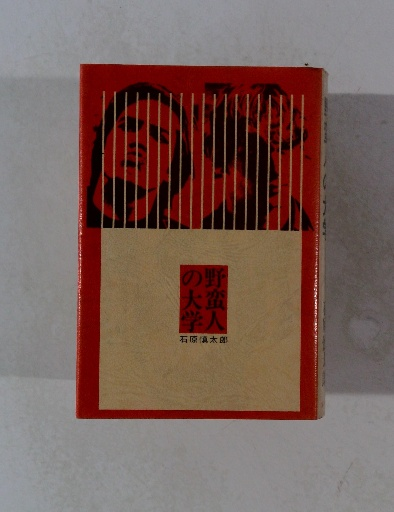 野蛮人
の大学
石原慎太郎